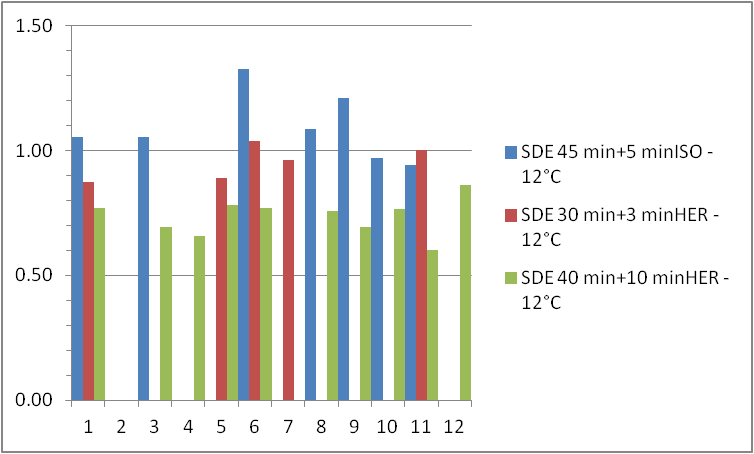 1.50
1.00
0.50
0.00
1 2 3 4 5 6 7 8 9 10 11 12
SDE 45 min+5 minISO -
12°C
SDE 30 min+3 minHER -
12°C
SDE 40 min+10 minHER -
12°C